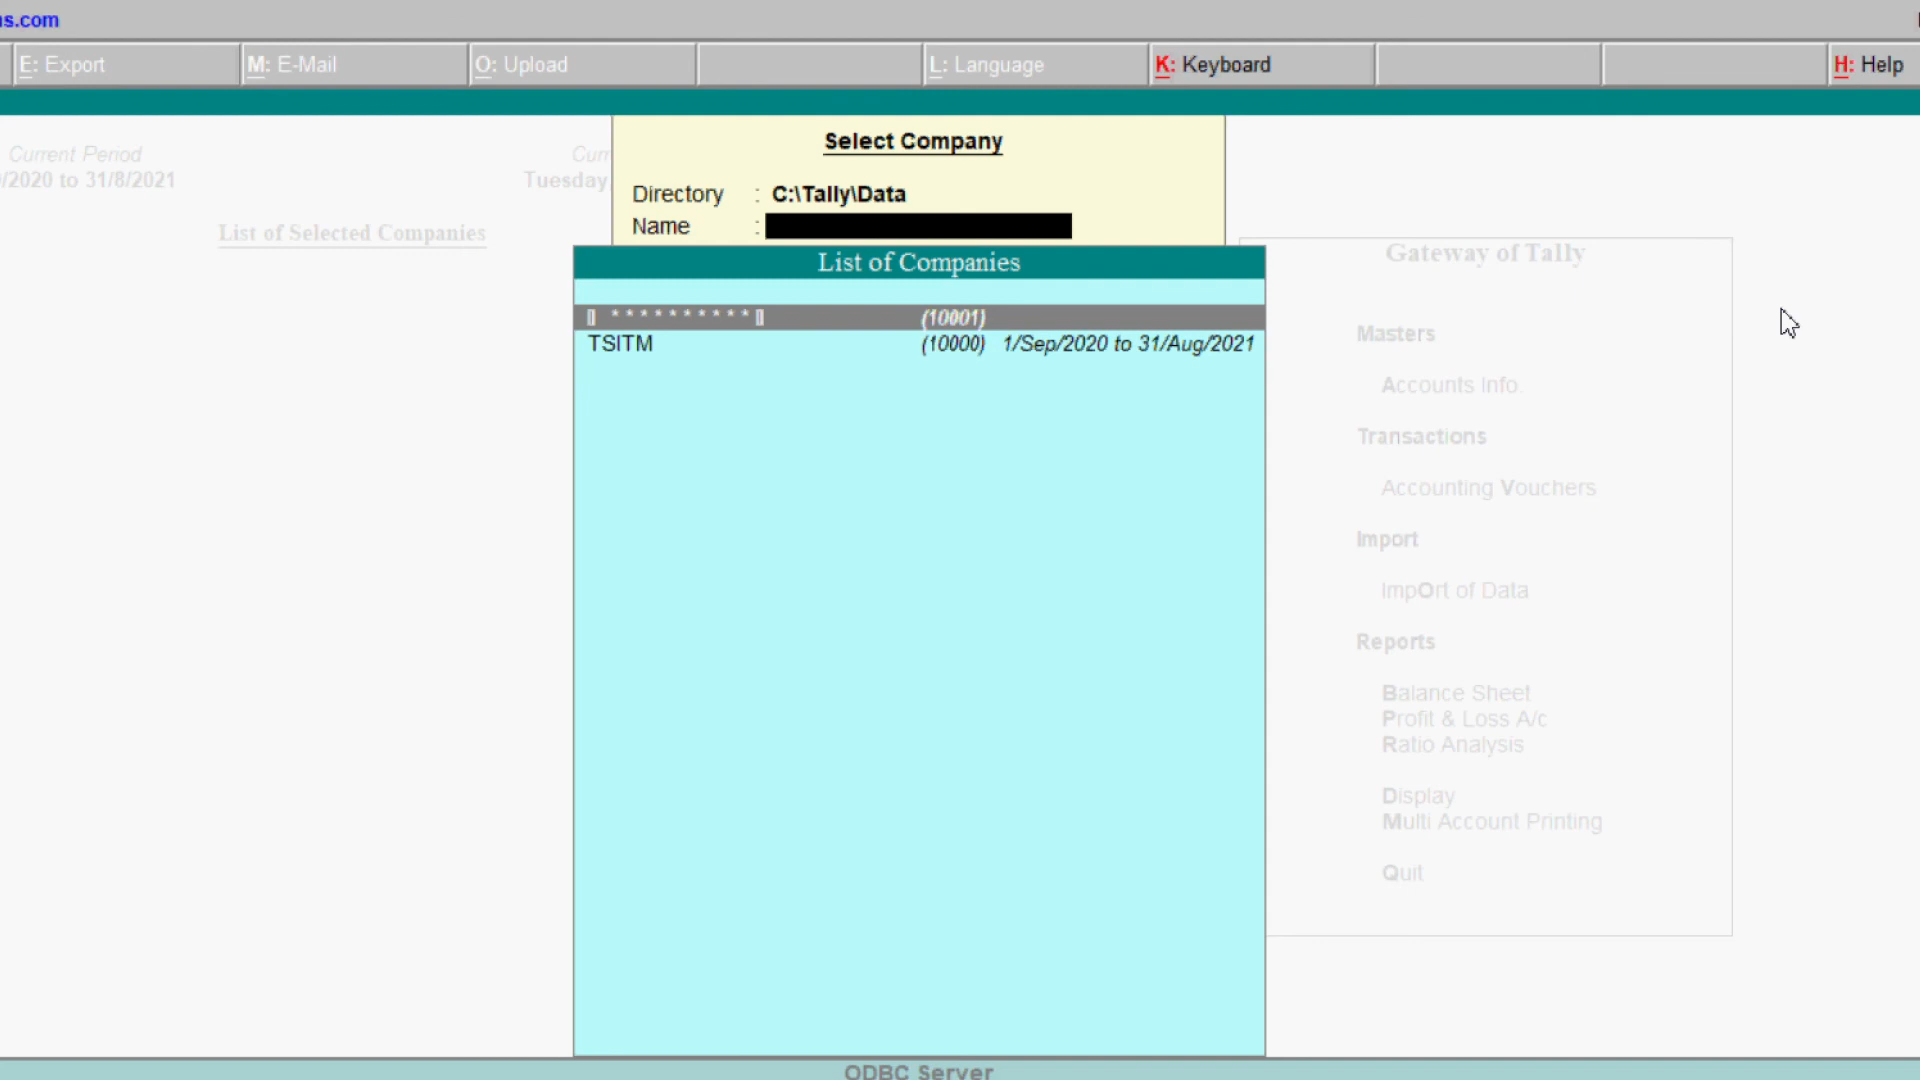 ns.com
E: Export
M: E-Mail
O: Upload
L: Language
K: Keyboard
H: Help
Current Period
/2020 to 31/8/2021
Curr
Tuesday,
List of Selected Companies
Select Company
Directory : C:\Tally\Data
Name :
List of Companies
* * * * * * * * * * (10001)
TSITM (10000) 1/Sep/2020 to 31/Aug/2021
Gateway of Tally
Masters
Accounts Info.
Transactions
Accounting Vouchers
Import
ImpOrt of Data
Reports
Balance Sheet
Profit & Loss A/c
Ratio Analysis
Display
Multi Account Printing
Quit
ODBC Server